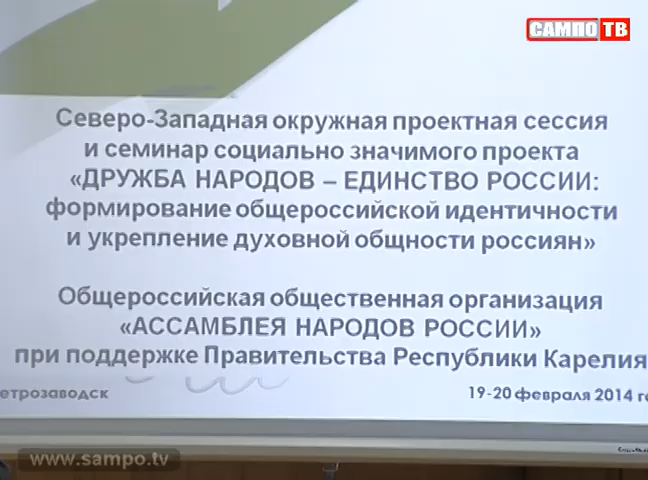 САМПО ТВ
Северо-Западная окружная проектная сессия
и семинар социально значимого проекта
«ДРУЖБА НАРОДОВ – ЕДИНСТВО РОССИИ:
формирование общероссийской идентичности
и укрепление духовной общности россиян»
Общероссийская общественная организация
«АССАМБЛЕЯ НАРОДОВ РОССИИ»
при поддержке Правительства Республики Карелия
етрозаводск 19-20 февраля 2014 го
www.sampo.tv